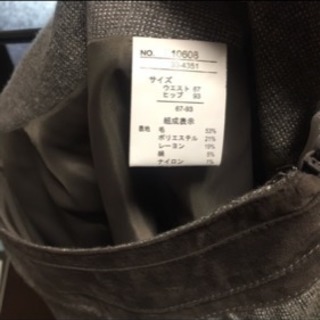 NO. 10608
サイズ
ウエスト 67
ヒップ 93
67-93
組成表示
表地 毛 53%
ポリエステル 21%
レーヨン 19%
綿 5%
ナイロン